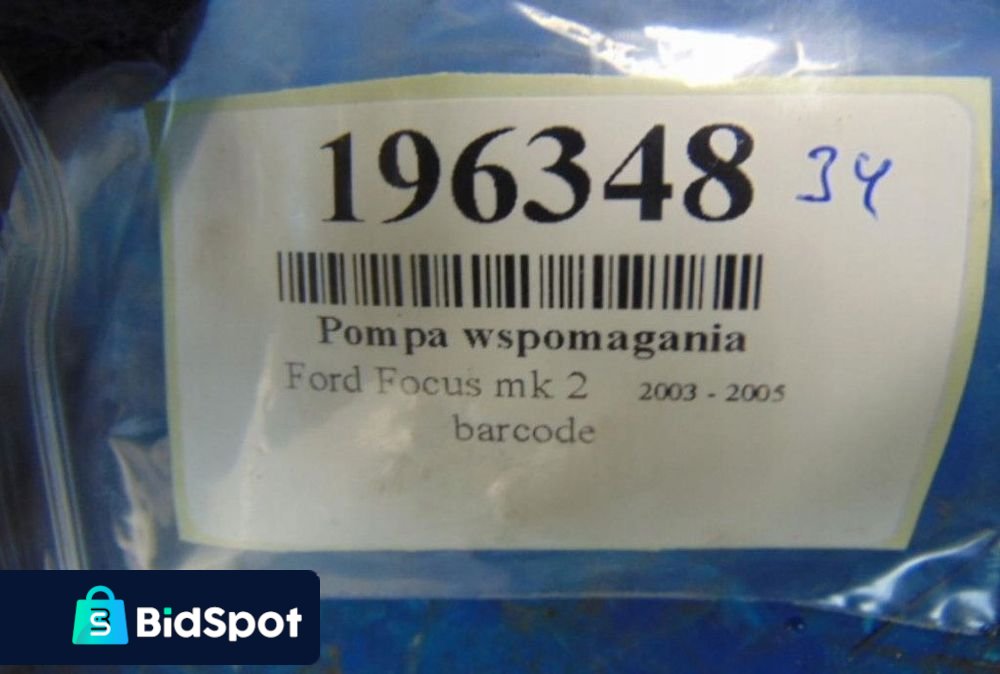 196348 34
Pompa wspomagania
Ford Focus mk 2 2003 - 2005
barcode
BidSpot